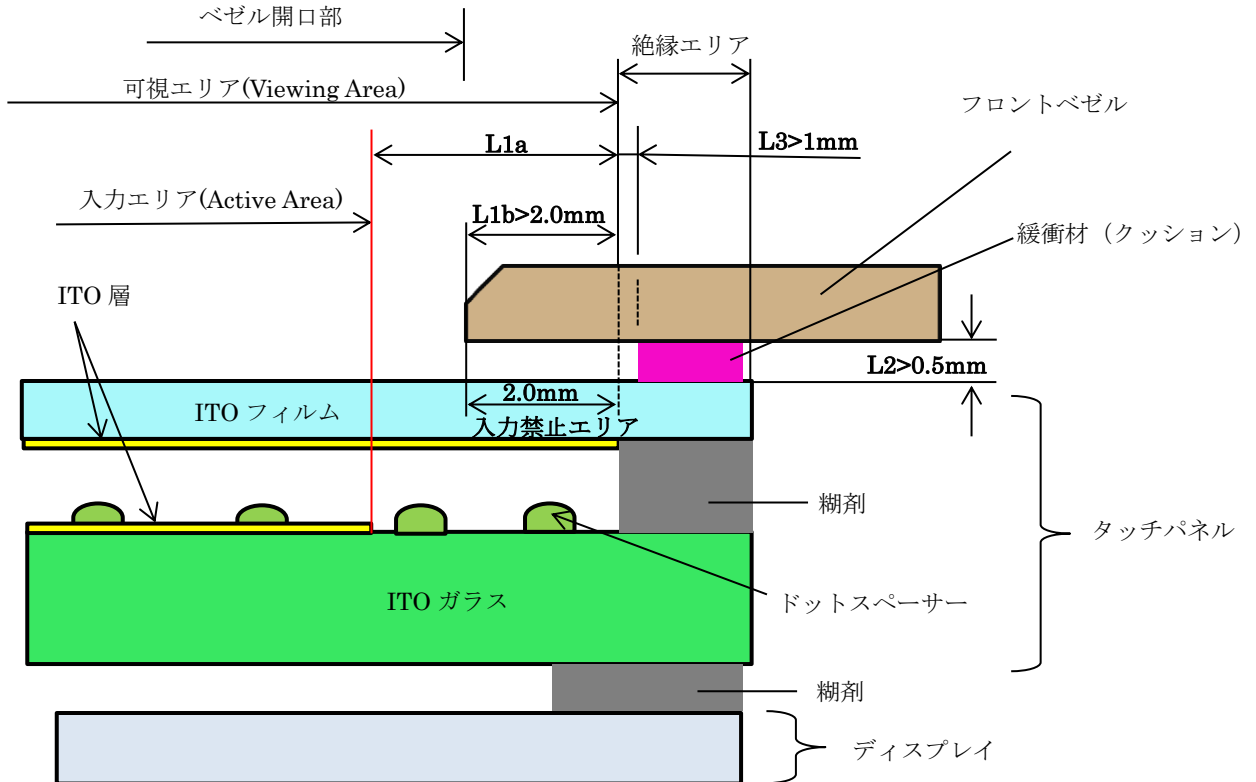 ベゼル開口部
絶縁エリア
可視エリア(Viewing Area)
フロントベゼル
L1a
L3>1mm
入力エリア(Active Area)
L1b>2.0mm
緩衝材（クッション）
ITO 層
L2>0.5mm
2.0mm
ITO フィルム
入力禁止エリア
糊剤
タッチパネル
ITO ガラス
ドットスペーサー
糊剤
ディスプレイ